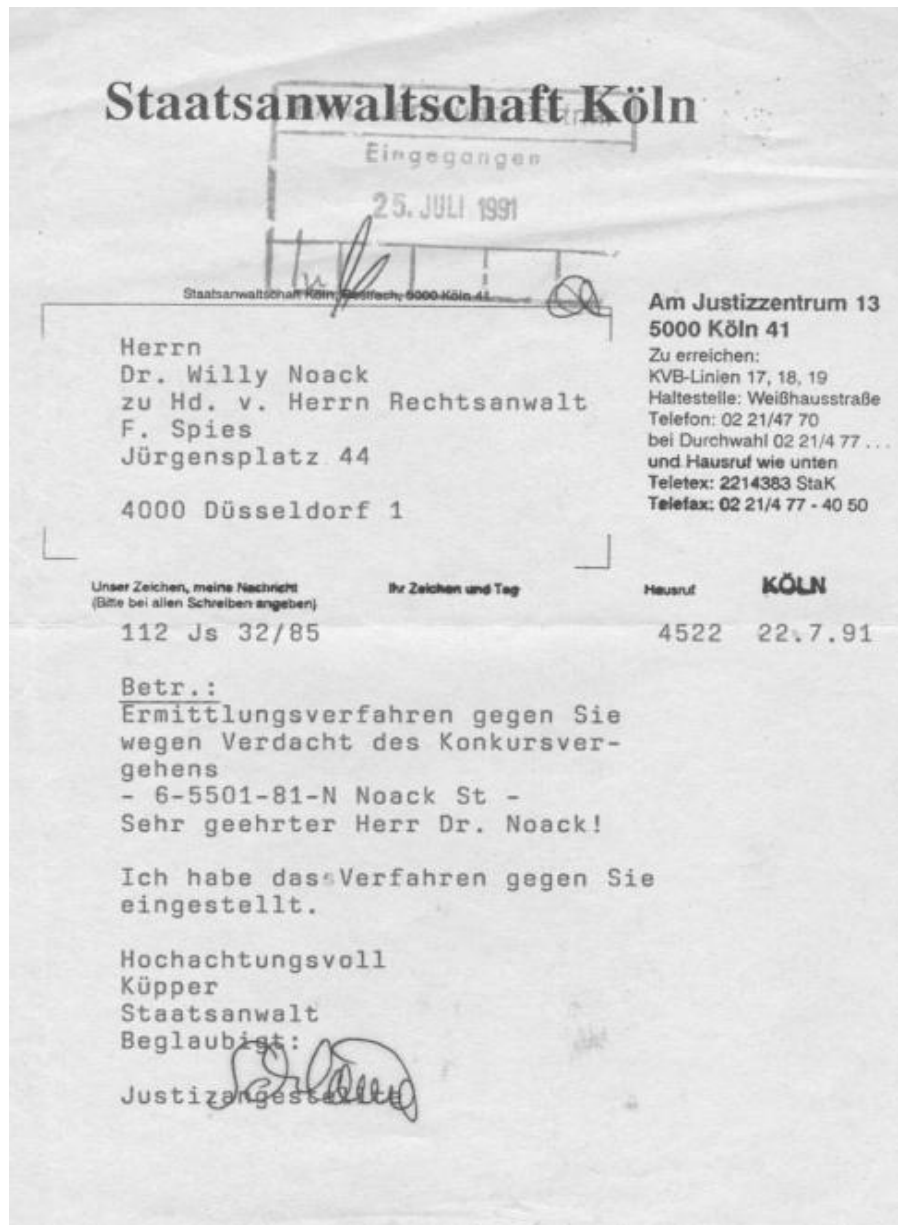 Staatsanwaltschaft Köln
Eingegangen
25. JULI 1991
Staatsanwaltschaft Köln, Postfach, 5000 Köln 41
Am Justizzentrum 13
5000 Köln 41
Zu erreichen:
KVB-Linien 17, 18, 19
Haltestelle: Weißhausstraße
Telefon: 02 21/47 70
bei Durchwahl 02 21/4 77 ...
und Hausruf wie unten
Teletex: 2214383 StaK
Telefax: 02 21/4 77 - 40 50
Herrn
Dr. Willy Noack
zu Hd. v. Herrn Rechtsanwalt
F. Spies
Jürgensplatz 44
4000 Düsseldorf 1
Unser Zeichen, meine Nachricht
(Bitte bei allen Schreiben angeben)
Ihr Zeichen und Tag
Hausruf
KÖLN
112 Js 32/85
4522 22.7.91
Betr.:
Ermittlungsverfahren gegen Sie
wegen Verdacht des Konkursver-
gehens
- 6-5501-81-N Noack St -
Sehr geehrter Herr Dr. Noack!
Ich habe das Verfahren gegen Sie
eingestellt.
Hochachtungsvoll
Küpper
Staatsanwalt
Beglaubigt:
Justizangestellte